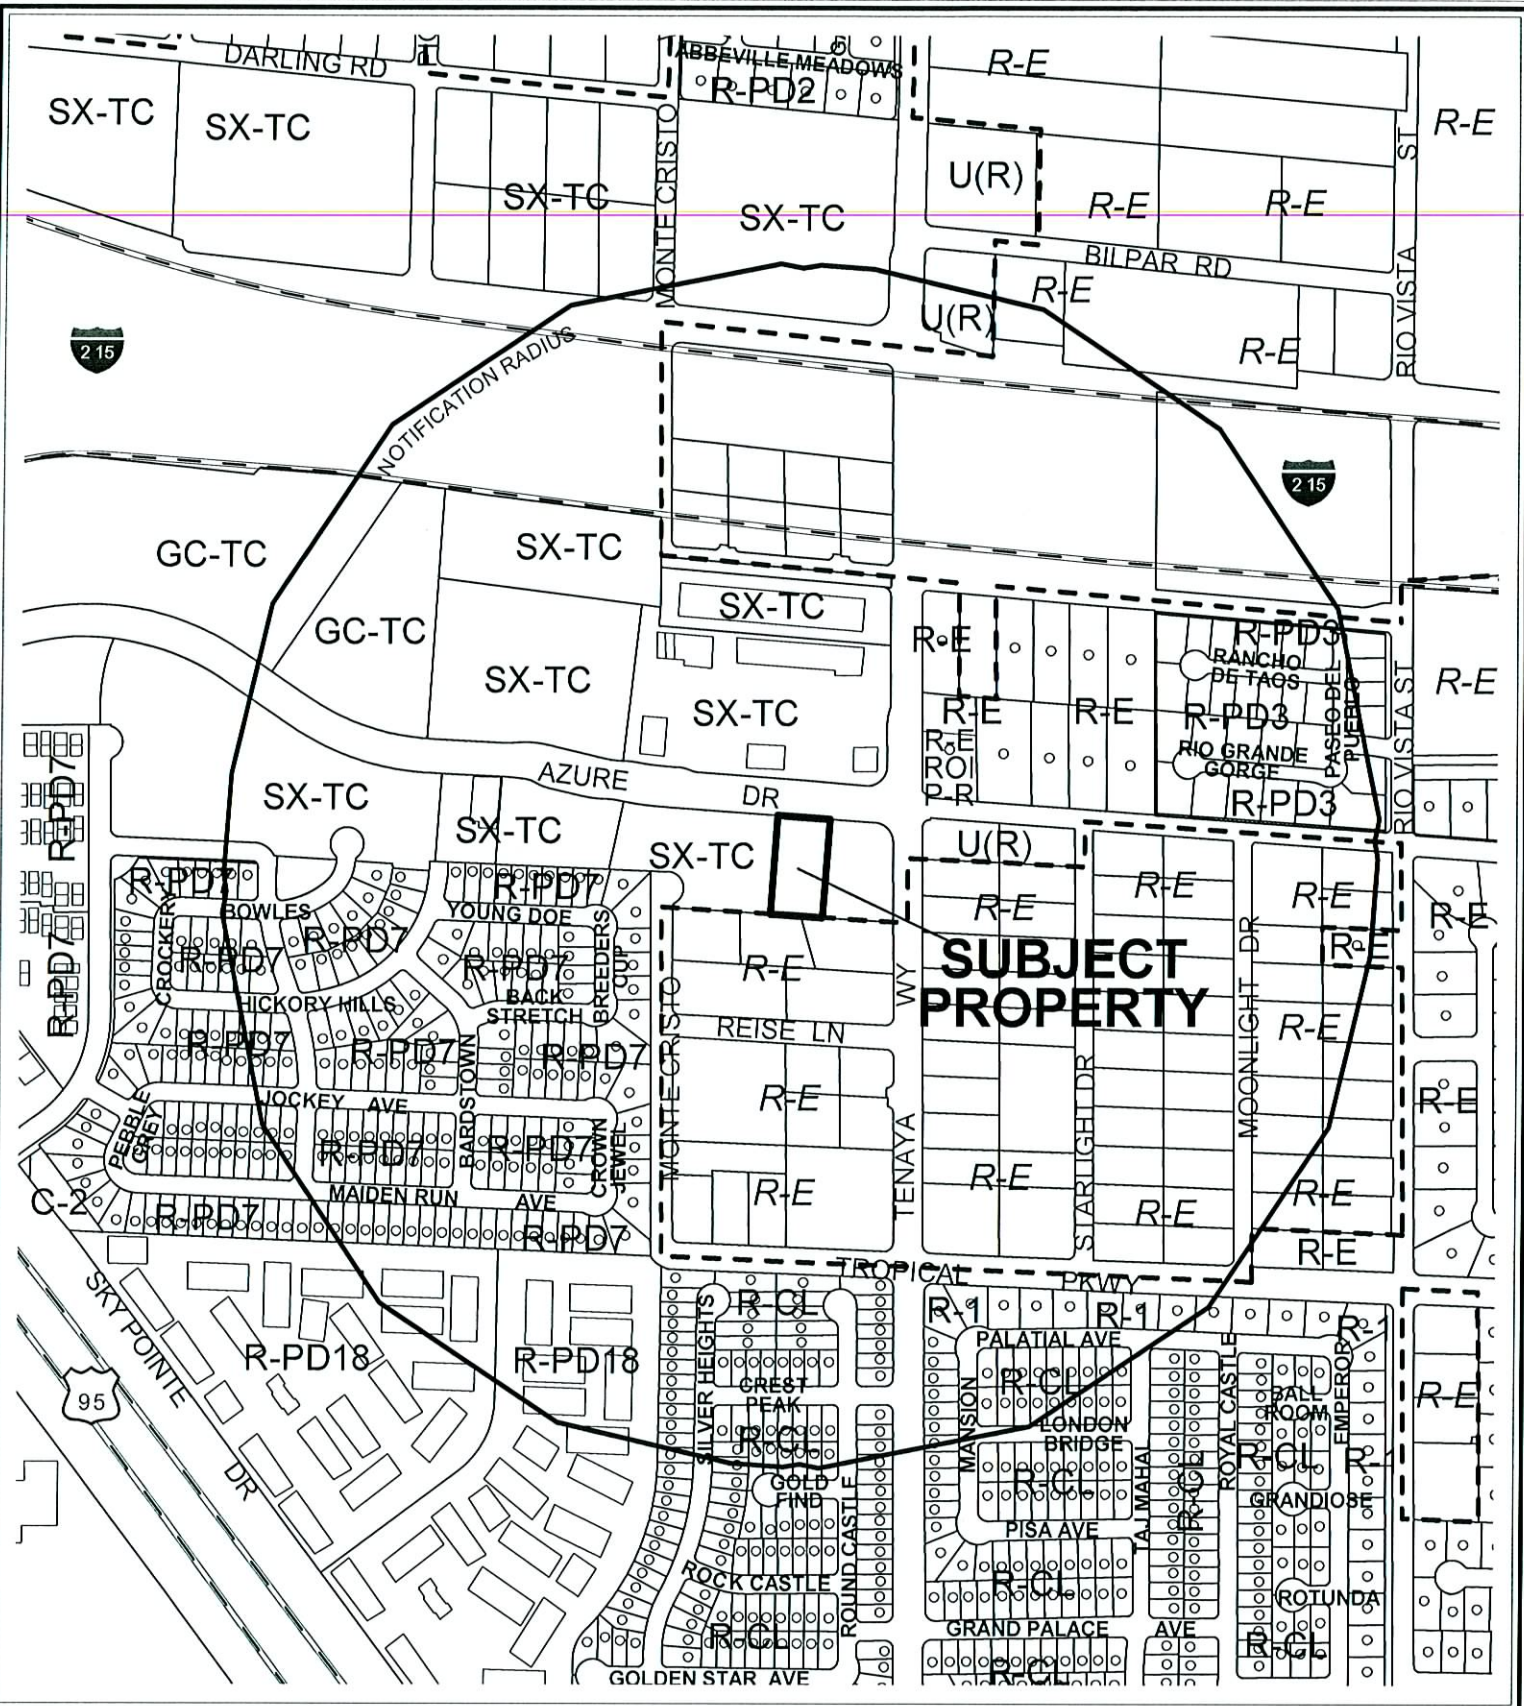 DARLING RD
ABBEVILLE MEADOWS
R-PD2
R-E
R-E
SX-TC
SX-TC
SX-TC
MONTE CRISTO
SX-TC
U(R)
R-E
R-E
RIO VISTA ST
BILPAR RD
U(R)
R-E
R-E
215
NOTIFICATION RADIUS
215
GC-TC
SX-TC
GC-TC
SX-TC
SX-TC
SX-TC
R-E
R-E
R-E
R-E
ROI
P-R
R-PD3
RANCHO
DE TAOS
R-PD3
RIO GRANDE
GORGE
R-PD3
PASEO DEL
PUEBLO
RIO VISTA ST
R-E
AZURE
DR
SX-TC
SX-TC
SX-TC
U(R)
R-E
R-E
R-E
R-E
R-E
SUBJECT
PROPERTY
R-PD7
R-PD7
R-PD7
R-PD7
BOWLES
YOUNG DOE
CROCKERY
R-PD7
R-PD7
R-PD7
BREEDERS
CUP
HICKORY HILLS
BACK
STRETCH
R-PD7
R-PD7
R-PD7
BARDSTOWN
JOCKEY AVE
PEBBLE
GREY
R-PD7
R-PD7
CROWN
JEWEL
MAIDEN RUN
AVE
C-2
R-PD7
R-PD7
MONTE CRISTO
R-E
REISE LN
R-E
R-E
TENAYA
WY
R-E
STARLIGHT DR
R-E
MOONLIGHT DR
R-E
R-E
R-E
R-E
TROPICAL
PKWY
SKY POINTE
DR
95
R-PD18
R-PD18
SILVER HEIGHTS
R-CL
CREST
PEAK
R-CL
GOLD
FIND
ROUND CASTLE
ROCK CASTLE
R-CL
GOLDEN STAR AVE
R-1
R-1
PALATIAL AVE
MANSION
R-CL
LONDON
BRIDGE
R-CL
PISA AVE
R-CL
TAJ MAHAL
R-CL
GRAND PALACE
AVE
R-CL
ROYAL CASTLE
BALL
ROOM
R-CL
EMPEROR
R-1
GRANDIOSE
ROTUNDA
R-CL
R-E